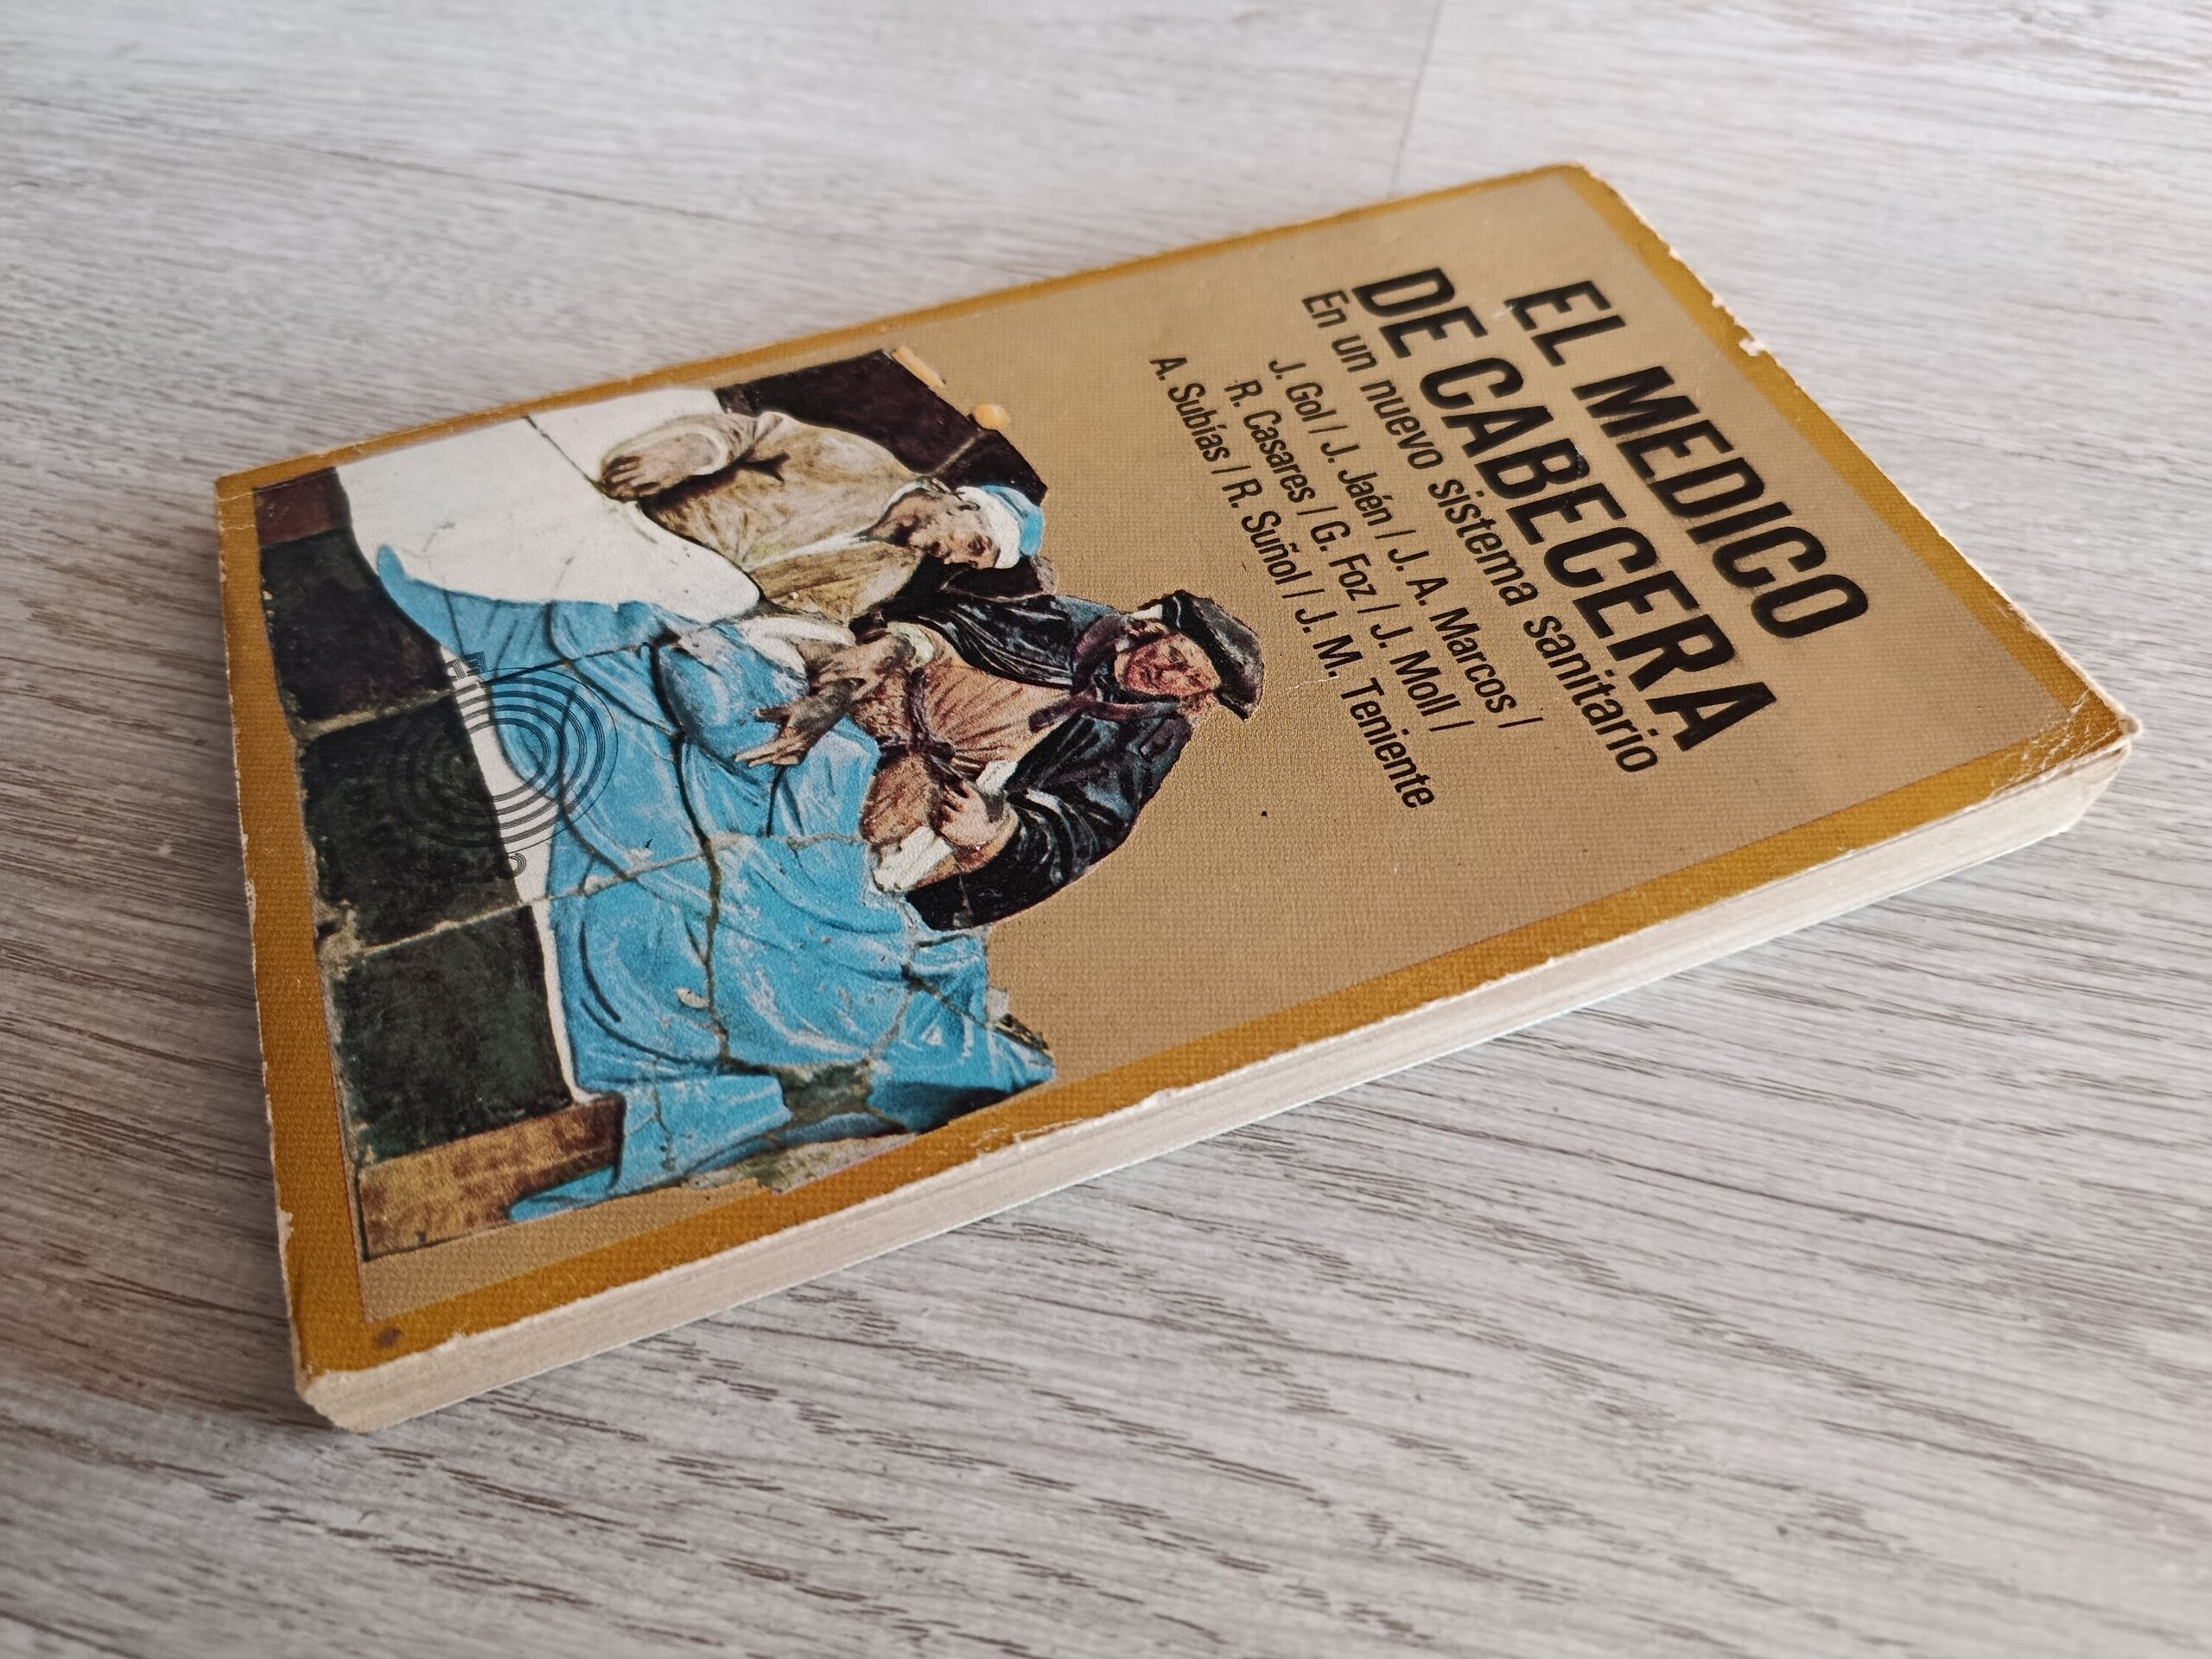 EL MEDICO
DE CABECERA
En un nuevo sistema sanitario
J. Gol / J. Jaén / J. A. Marcos /
R. Casares / G. Foz / J. Moll /
A. Subías / R. Suñol / J. M. Teniente